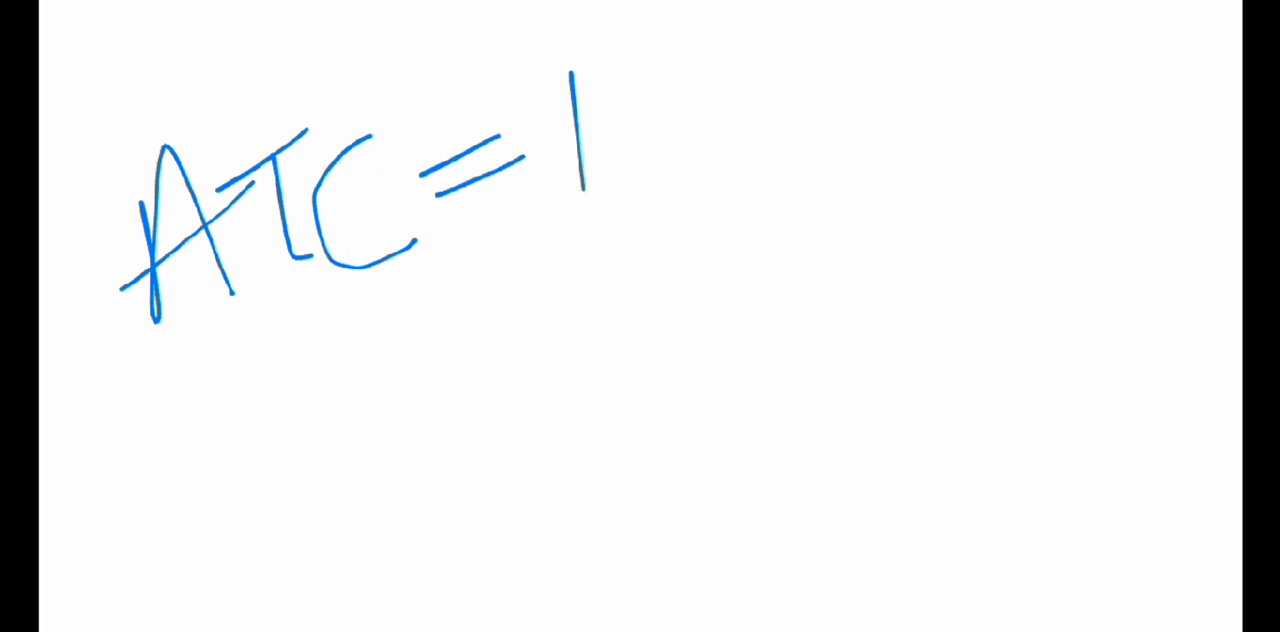 ATC = 1